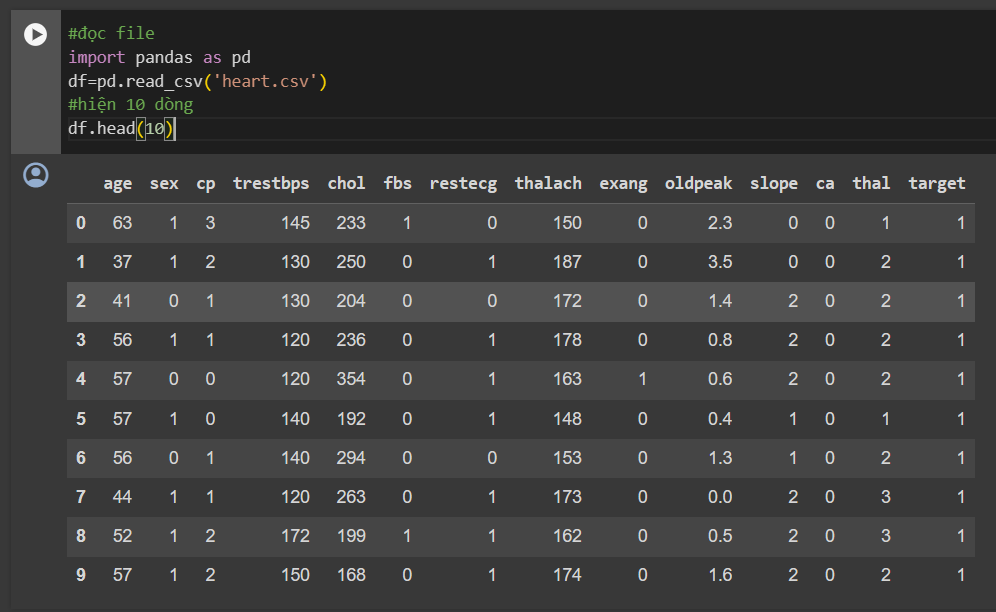 #đọc file
import pandas as pd
df=pd.read_csv('heart.csv')
#hiện 10 dòng
df.head(10)
age sex cp trestbps chol fbs restecg thalach exang oldpeak slope ca thal target
0 63 1 3 145 233 1 0 150 0 2.3 0 0 1 1
1 37 1 2 130 250 0 1 187 0 3.5 0 0 2 1
2 41 0 1 130 204 0 0 172 0 1.4 2 0 2 1
3 56 1 1 120 236 0 1 178 0 0.8 2 0 2 1
4 57 0 0 120 354 0 1 163 1 0.6 2 0 2 1
5 57 1 0 140 192 0 1 148 0 0.4 1 0 1 1
6 56 0 1 140 294 0 0 153 0 1.3 1 0 2 1
7 44 1 1 120 263 0 1 173 0 0.0 2 0 3 1
8 52 1 2 172 199 1 1 162 0 0.5 2 0 3 1
9 57 1 2 150 168 0 1 174 0 1.6 2 0 2 1